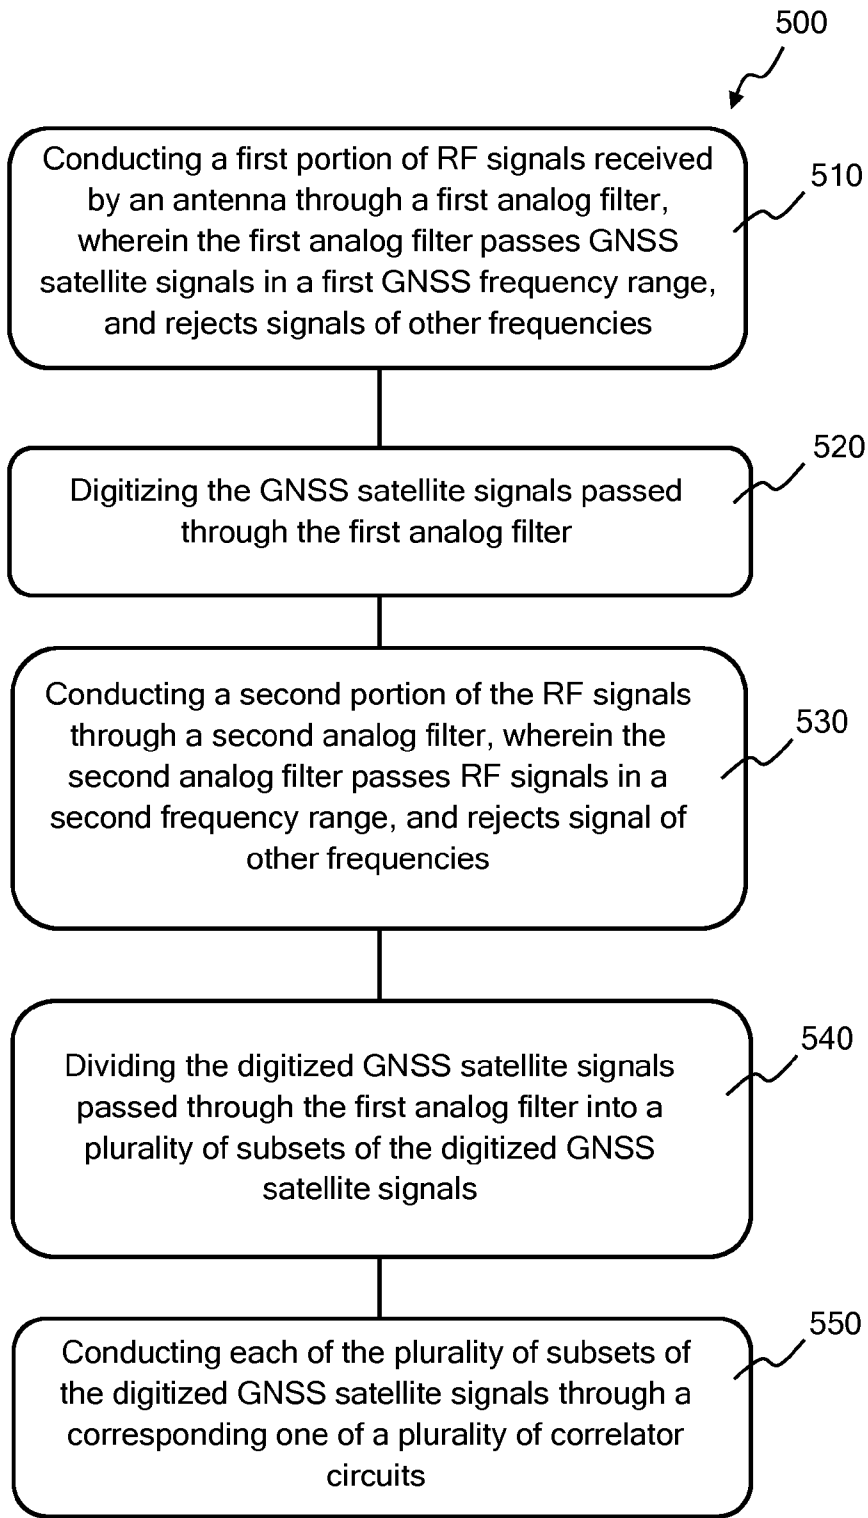 500
Conducting a first portion of RF signals received
by an antenna through a first analog filter,
wherein the first analog filter passes GNSS
satellite signals in a first GNSS frequency range,
and rejects signals of other frequencies
510
Digitizing the GNSS satellite signals passed
through the first analog filter
520
Conducting a second portion of the RF signals
through a second analog filter, wherein the
second analog filter passes RF signals in a
second frequency range, and rejects signal of
other frequencies
530
Dividing the digitized GNSS satellite signals
passed through the first analog filter into a
plurality of subsets of the digitized GNSS
satellite signals
540
Conducting each of the plurality of subsets of
the digitized GNSS satellite signals through a
corresponding one of a plurality of correlator
circuits
550